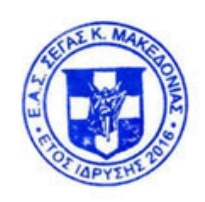 Ε.Α.Σ. ΣΕΓΑΣ Κ. ΜΑΚΕΔΟΝΙΑΣ
• ΕΤΟΣ ΙΔΡΥΣΗΣ 2016 •